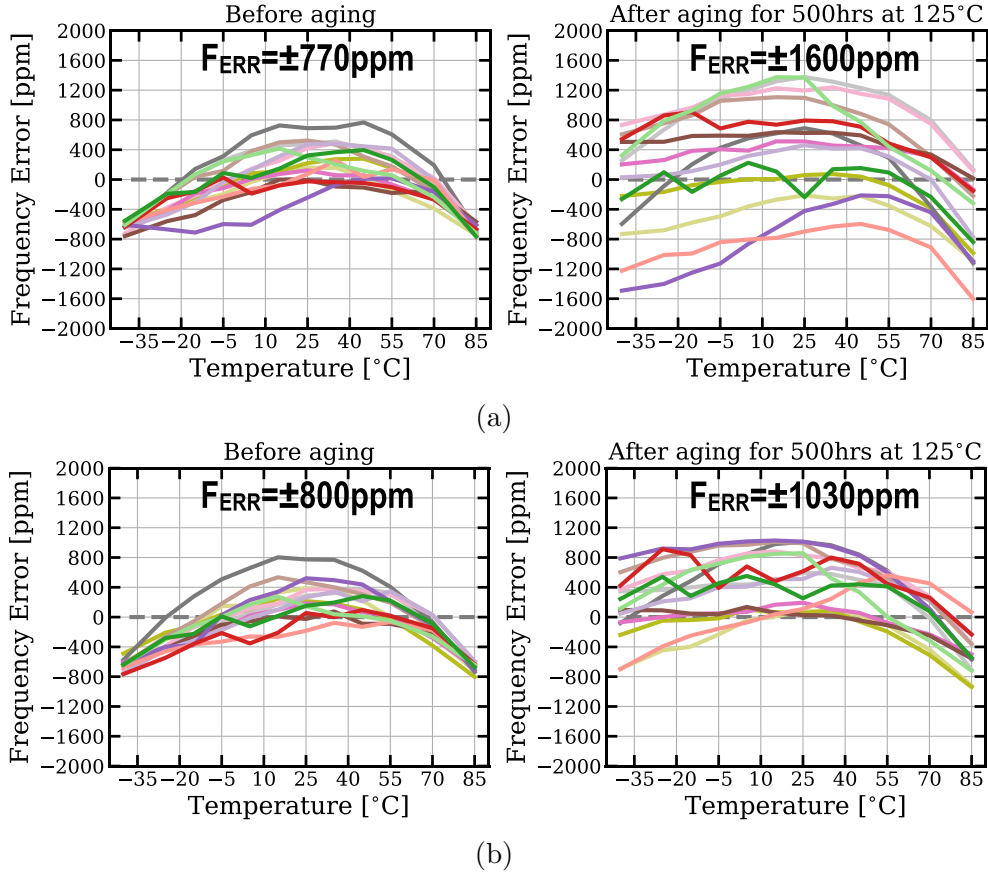 Before aging
After aging for 500hrs at 125°C
Frequency Error [ppm]
2000
1600
1200
800
400
0
−400
−800
−1200
−1600
−2000
F_ERR=±770ppm
−35 −20 −5 10 25 40 55 70 85
Temperature [°C]
Frequency Error [ppm]
2000
1600
1200
800
400
0
−400
−800
−1200
−1600
−2000
F_ERR=±1600ppm
−35 −20 −5 10 25 40 55 70 85
Temperature [°C]
(a)
Before aging
After aging for 500hrs at 125°C
Frequency Error [ppm]
2000
1600
1200
800
400
0
−400
−800
−1200
−1600
−2000
F_ERR=±800ppm
−35 −20 −5 10 25 40 55 70 85
Temperature [°C]
Frequency Error [ppm]
2000
1600
1200
800
400
0
−400
−800
−1200
−1600
−2000
F_ERR=±1030ppm
−35 −20 −5 10 25 40 55 70 85
Temperature [°C]
(b)